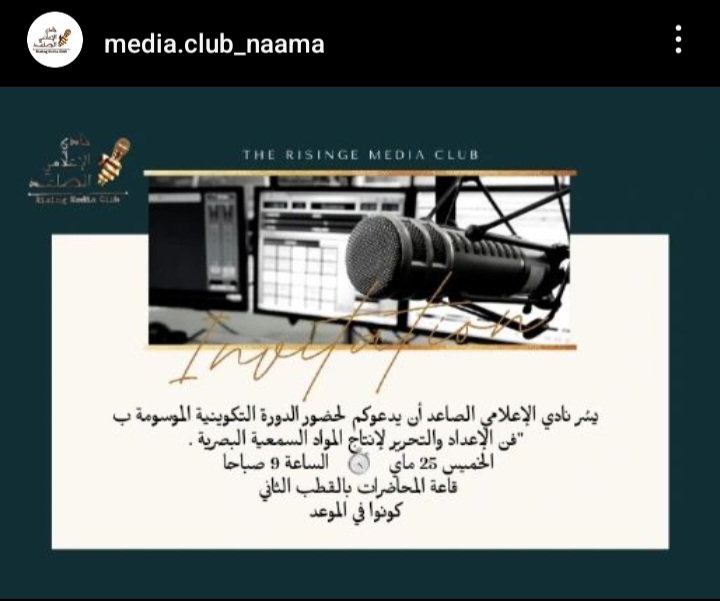 media.club_naama
نادي
الإعلامي
الصاعد
Rising Media Club
THE RISINGE MEDIA CLUB
Invitation
يسُر نادي الإعلامي الصاعد أن يدعوكم لحضور الدورة التكوينية الموسومة ب
"فن الإعداد والتحرير لإنتاج المواد السمعية البصرية .
الخميس 25 ماي الساعة 9 صباحا
قاعة المحاضرات بالقطب الثاني
كونوا في الموعد